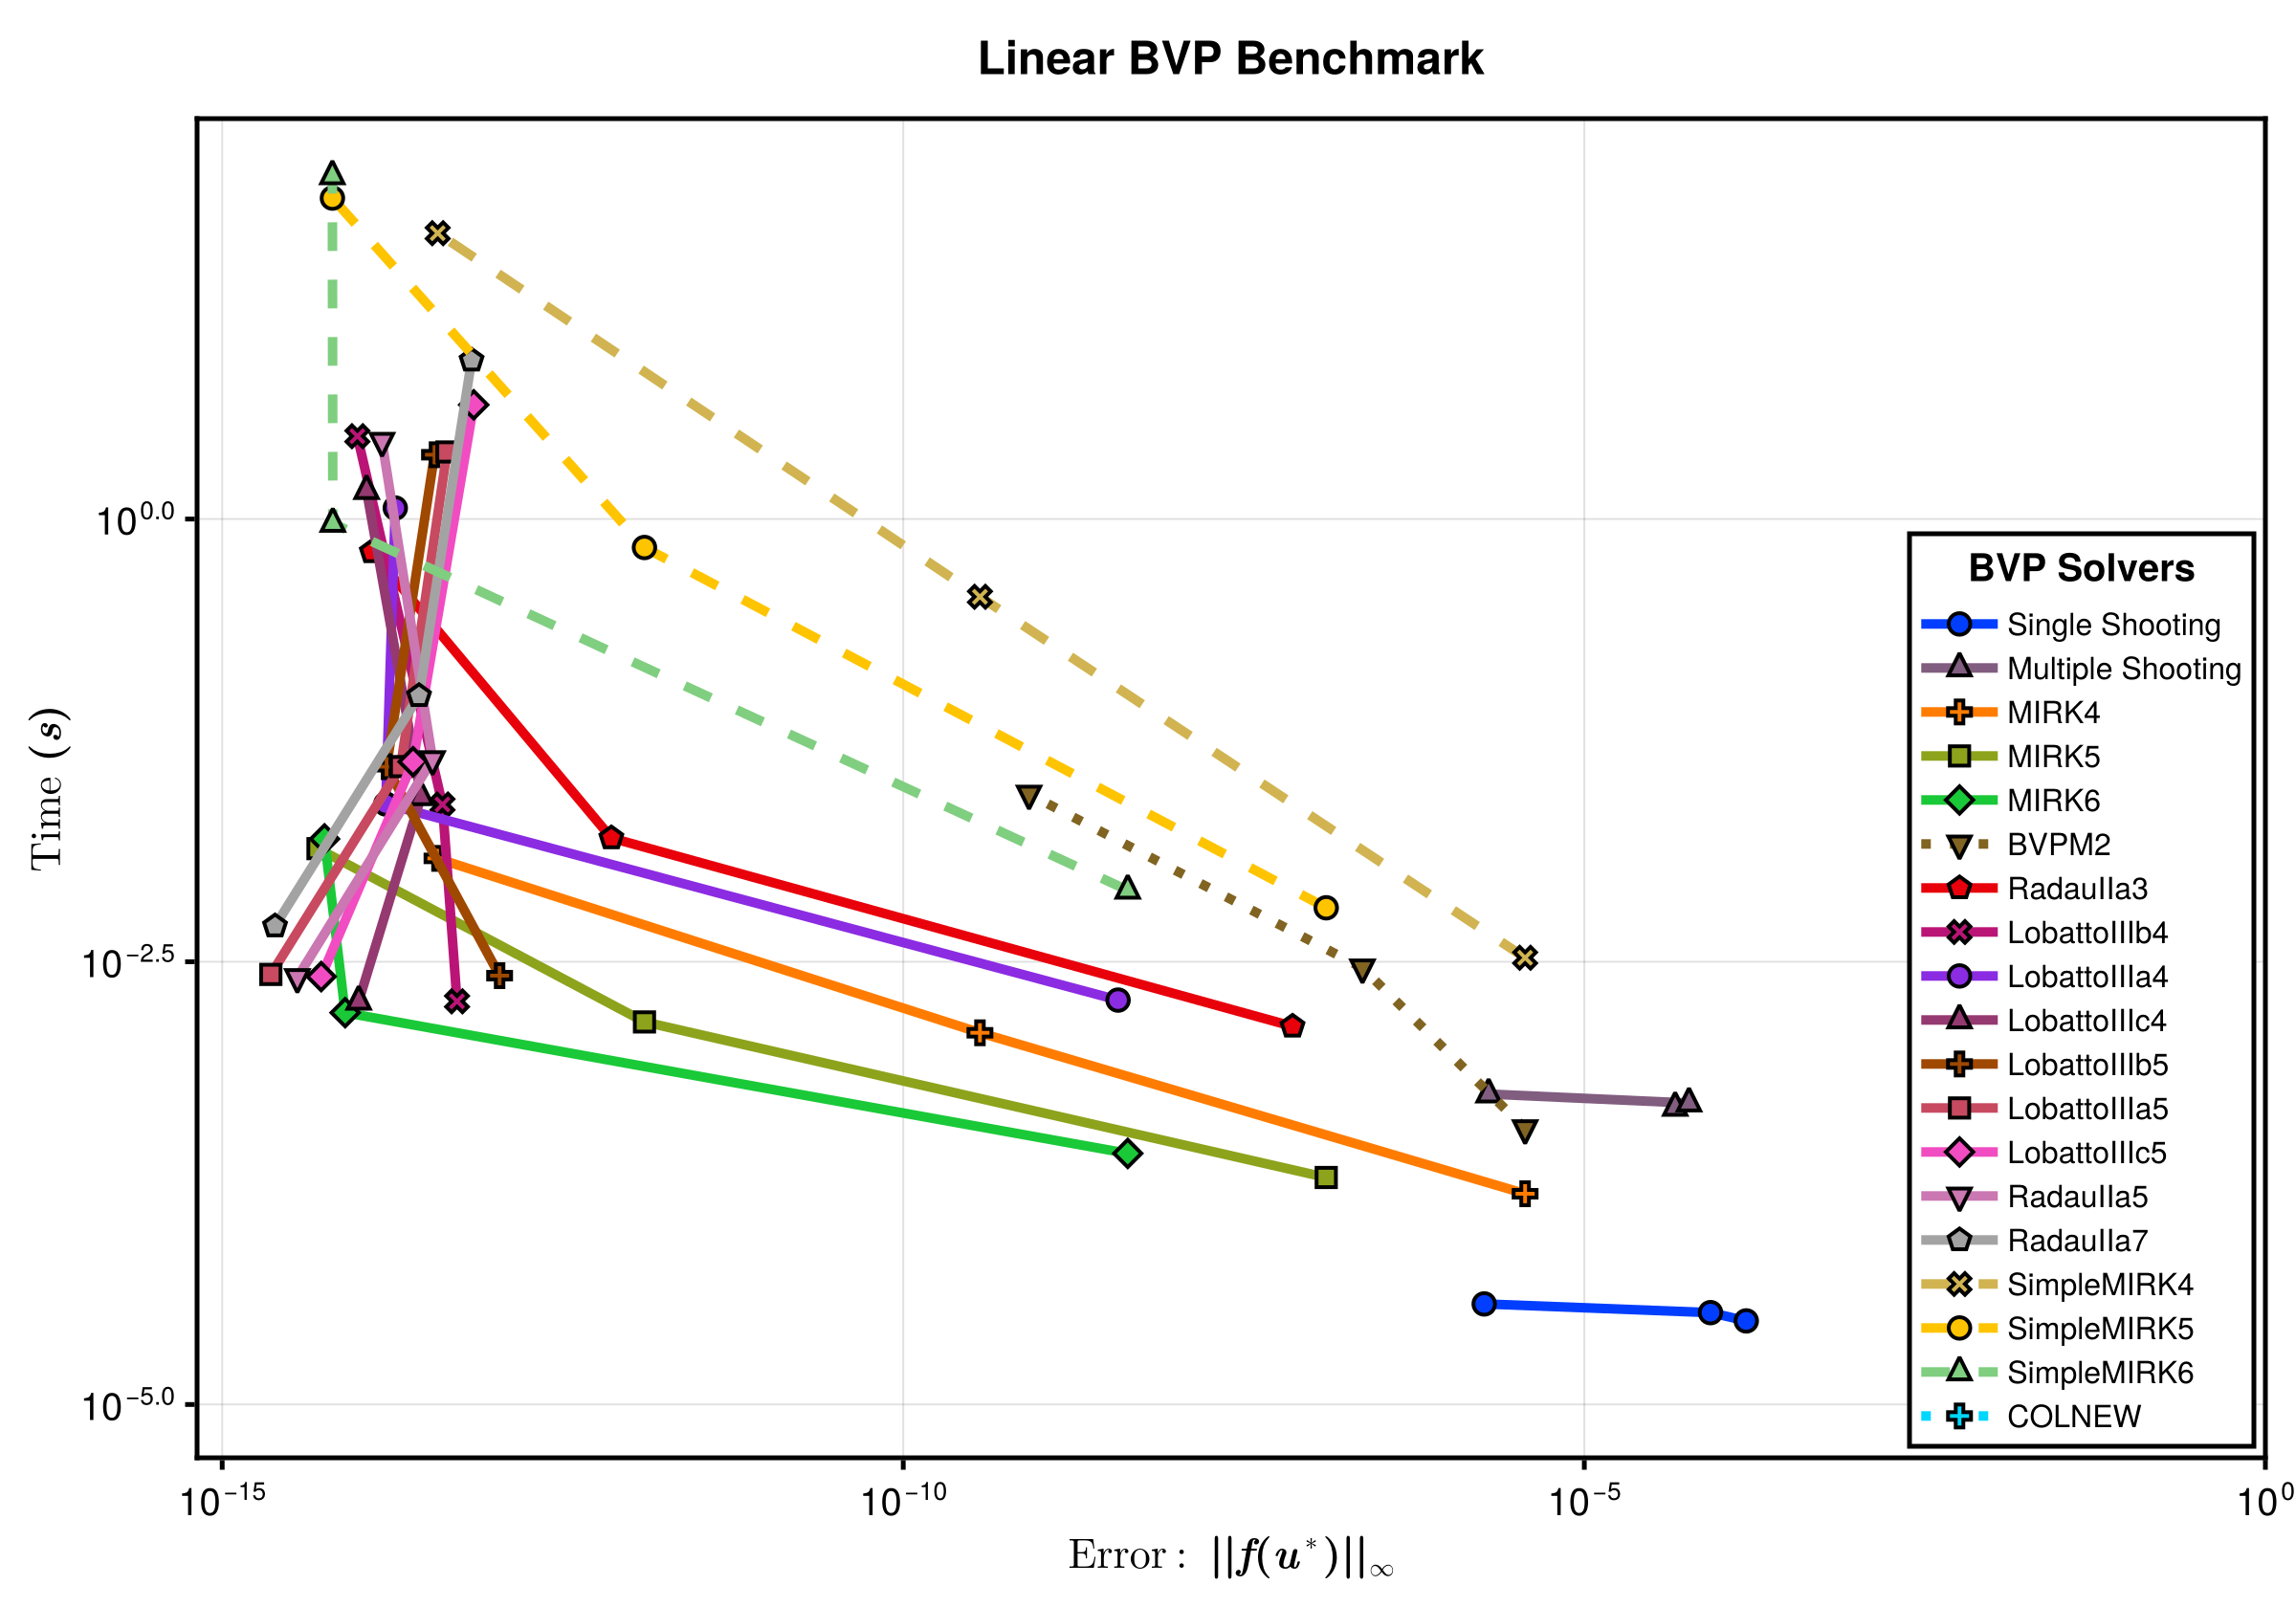 Linear BVP Benchmark
Time (s)
10^0.0
10^−2.5
10^−5.0
BVP Solvers
Single Shooting
Multiple Shooting
MIRK4
MIRK5
MIRK6
BVPM2
RadauIIa3
LobattoIIIb4
LobattoIIIa4
LobattoIIIc4
LobattoIIIb5
LobattoIIIa5
LobattoIIIc5
RadauIIa5
RadauIIa7
SimpleMIRK4
SimpleMIRK5
SimpleMIRK6
COLNEW
10^−15 10^−10 10^−5 10^0
Error: ||f(u*)||∞